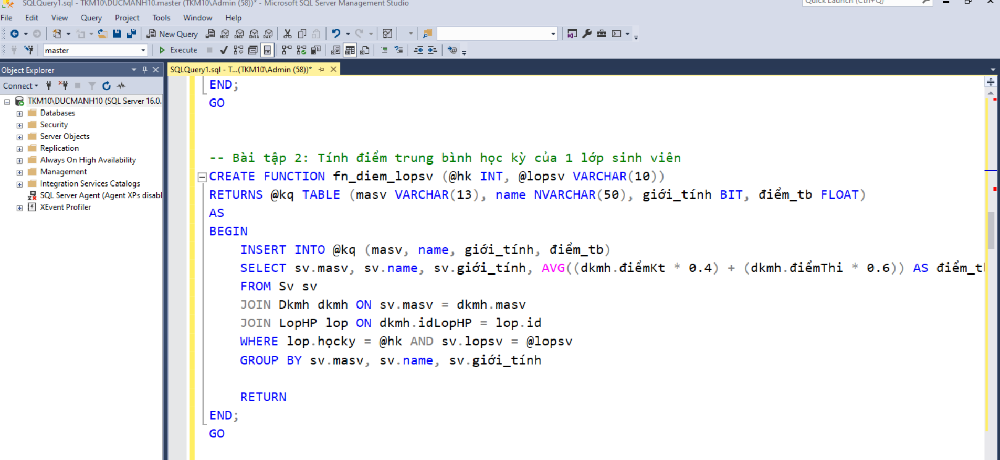 SQLQuery1.sql - TKM10\DUCMANH10.master (TKM10\Admin (58))* - Microsoft SQL Server Management Studio
Quick Launch (Ctrl+Q)
File Edit View Query Project Tools Window Help
New Query MDX DMX XMLA DAX
master Execute
Object Explorer
SQLQuery1.sql - T...(TKM10\Admin (58))*
Connect
TKM10\DUCMANH10 (SQL Server 16.0.
Databases
Security
Server Objects
Replication
Always On High Availability
Management
Integration Services Catalogs
SQL Server Agent (Agent XPs disabl
XEvent Profiler
END;
GO
-- Bài tập 2: Tính điểm trung bình học kỳ của 1 lớp sinh viên
CREATE FUNCTION fn_diem_lopsv (@hk INT, @lopsv VARCHAR(10))
RETURNS @kq TABLE (masv VARCHAR(13), name NVARCHAR(50), giới_tính BIT, điểm_tb FLOAT)
AS
BEGIN
INSERT INTO @kq (masv, name, giới_tính, điểm_tb)
SELECT sv.masv, sv.name, sv.giới_tính, AVG((dkmh.điểmKt * 0.4) + (dkmh.điểmThi * 0.6)) AS điểm_tb
FROM Sv sv
JOIN Dkmh dkmh ON sv.masv = dkmh.masv
JOIN LopHP lop ON dkmh.idLopHP = lop.id
WHERE lop.họcky = @hk AND sv.lopsv = @lopsv
GROUP BY sv.masv, sv.name, sv.giới_tính
RETURN
END;
GO